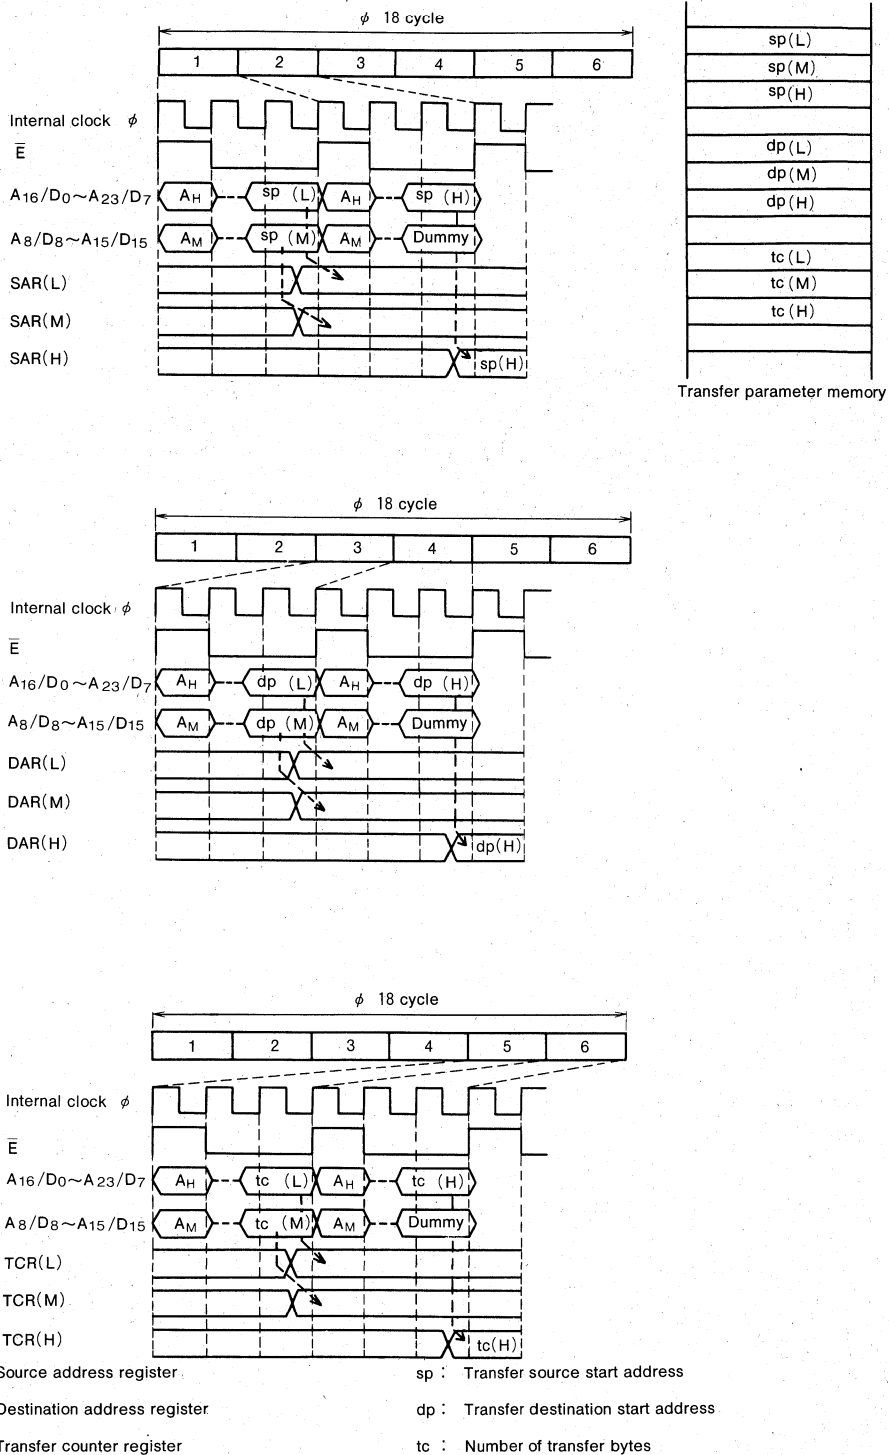 ϕ 18 cycle
1 2 3 4 5 6
Internal clock ϕ
E̅
A16/D0~A23/D7 AH sp (L) AH sp (H)
A8/D8~A15/D15 AM sp (M) AM Dummy
SAR(L)
SAR(M)
SAR(H) sp(H)
sp(L)
sp(M)
sp(H)
dp(L)
dp(M)
dp(H)
tc(L)
tc(M)
tc(H)
Transfer parameter memory
ϕ 18 cycle
1 2 3 4 5 6
Internal clock ϕ
E̅
A16/D0~A23/D7 AH dp (L) AH dp (H)
A8/D8~A15/D15 AM dp (M) AM Dummy
DAR(L)
DAR(M)
DAR(H) dp(H)
ϕ 18 cycle
1 2 3 4 5 6
Internal clock ϕ
E̅
A16/D0~A23/D7 AH tc (L) AH tc (H)
A8/D8~A15/D15 AM tc (M) AM Dummy
TCR(L)
TCR(M)
TCR(H) tc(H)
Source address register sp : Transfer source start address
Destination address register dp : Transfer destination start address
Transfer counter register tc : Number of transfer bytes